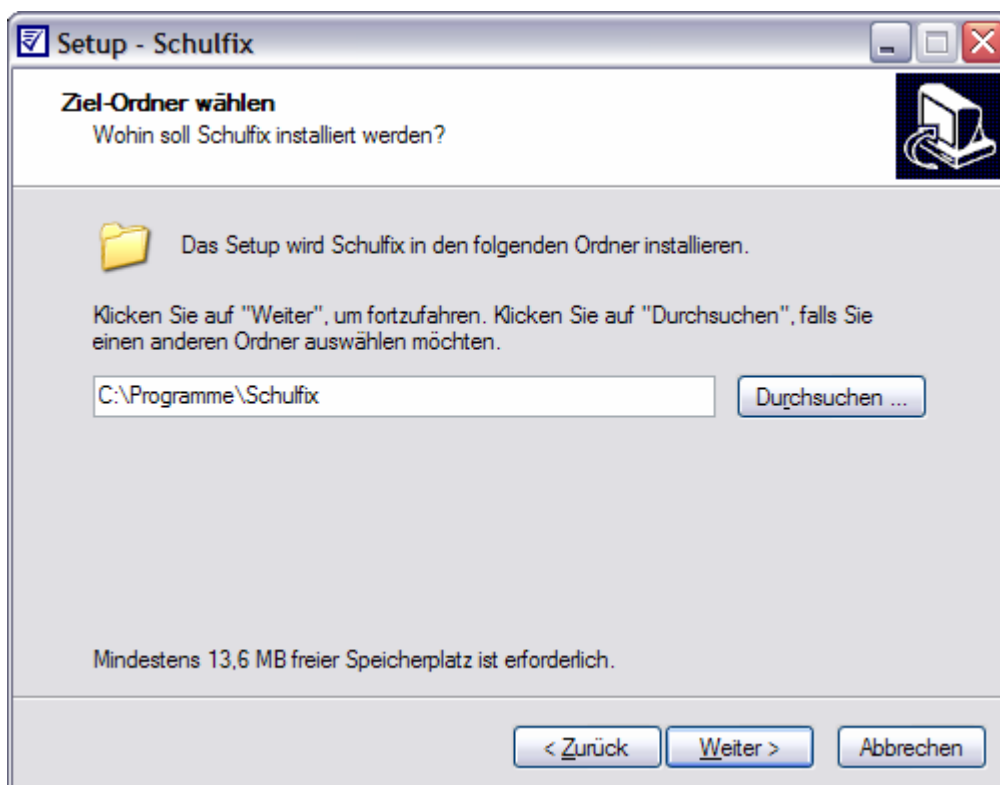 Setup - Schulfix
Ziel-Ordner wählen
Wohin soll Schulfix installiert werden?
Das Setup wird Schulfix in den folgenden Ordner installieren.
Klicken Sie auf "Weiter", um fortzufahren. Klicken Sie auf "Durchsuchen", falls Sie
einen anderen Ordner auswählen möchten.
C:\Programme\Schulfix
Durchsuchen ...
Mindestens 13,6 MB freier Speicherplatz ist erforderlich.
< Zurück
Weiter >
Abbrechen